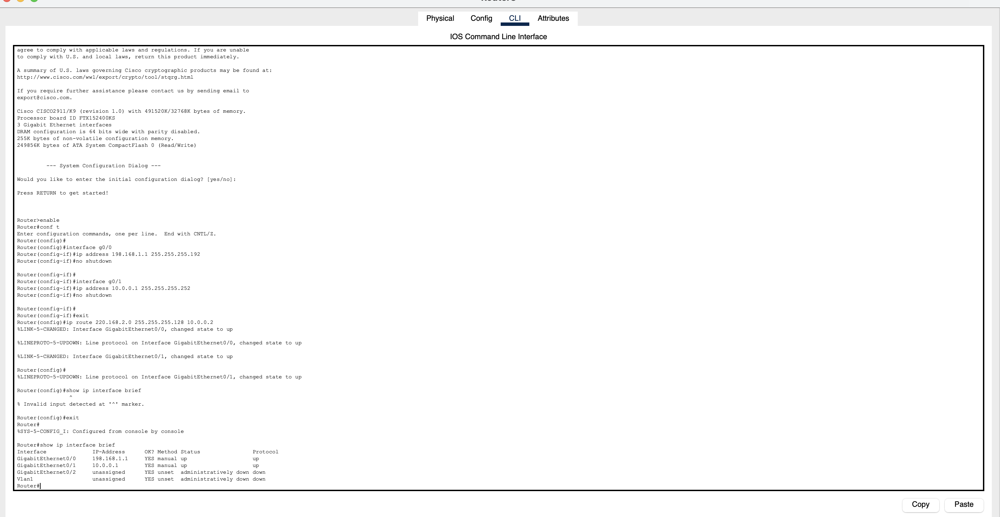 Physical Config CLI Attributes
IOS Command Line Interface
agree to comply with applicable laws and regulations. If you are unable
to comply with U.S. and local laws, return this product immediately.
A summary of U.S. laws governing Cisco cryptographic products may be found at:
http://www.cisco.com/wwl/export/crypto/tool/stqrg.html
If you require further assistance please contact us by sending email to
export@cisco.com.
Cisco CISCO2911/K9 (revision 1.0) with 491520K/32768K bytes of memory.
Processor board ID FTX152400KS
3 Gigabit Ethernet interfaces
DRAM configuration is 64 bits wide with parity disabled.
255K bytes of non-volatile configuration memory.
249856K bytes of ATA System CompactFlash 0 (Read/Write)
--- System Configuration Dialog ---
Would you like to enter the initial configuration dialog? [yes/no]:
Press RETURN to get started!
Router>enable
Router#conf t
Enter configuration commands, one per line.  End with CNTL/Z.
Router(config)#
Router(config)#interface g0/0
Router(config-if)#ip address 198.168.1.1 255.255.255.192
Router(config-if)#no shutdown
Router(config-if)#
Router(config-if)#interface g0/1
Router(config-if)#ip address 10.0.0.1 255.255.255.252
Router(config-if)#no shutdown
Router(config-if)#
Router(config-if)#exit
Router(config)#ip route 220.168.2.0 255.255.255.128 10.0.0.2
%LINK-5-CHANGED: Interface GigabitEthernet0/0, changed state to up
%LINEPROTO-5-UPDOWN: Line protocol on Interface GigabitEthernet0/0, changed state to up
%LINK-5-CHANGED: Interface GigabitEthernet0/1, changed state to up
Router(config)#
%LINEPROTO-5-UPDOWN: Line protocol on Interface GigabitEthernet0/1, changed state to up
Router(config)#show ip interface brief
^
% Invalid input detected at '^' marker.
Router(config)#exit
Router#
%SYS-5-CONFIG_I: Configured from console by console
Router#show ip interface brief
Interface IP-Address OK? Method Status Protocol
GigabitEthernet0/0 198.168.1.1 YES manual up up
GigabitEthernet0/1 10.0.0.1 YES manual up up
GigabitEthernet0/2 unassigned YES unset administratively down down
Vlan1 unassigned YES unset administratively down down
Router#
Copy Paste